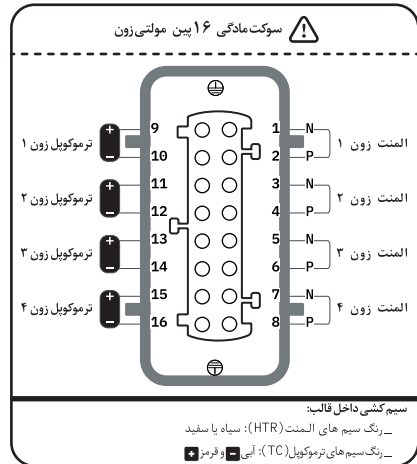 سوکت مادگی ۱۶ پین مولتی زون
المنت زون ۱
N 1 9 + ترموکوپل زون ۱
P 2 10 −
المنت زون ۲
N 3 11 + ترموکوپل زون ۲
P 4 12 −
المنت زون ۳
N 5 13 + ترموکوپل زون ۳
P 6 14 −
المنت زون ۴
N 7 15 + ترموکوپل زون ۴
P 8 16 −
سیم کشی داخل قالب:
_رنگ سیم های المنت (HTR): سیاه یا سفید
_رنگ سیم های ترموکوپل (TC): آبی − و قرمز +